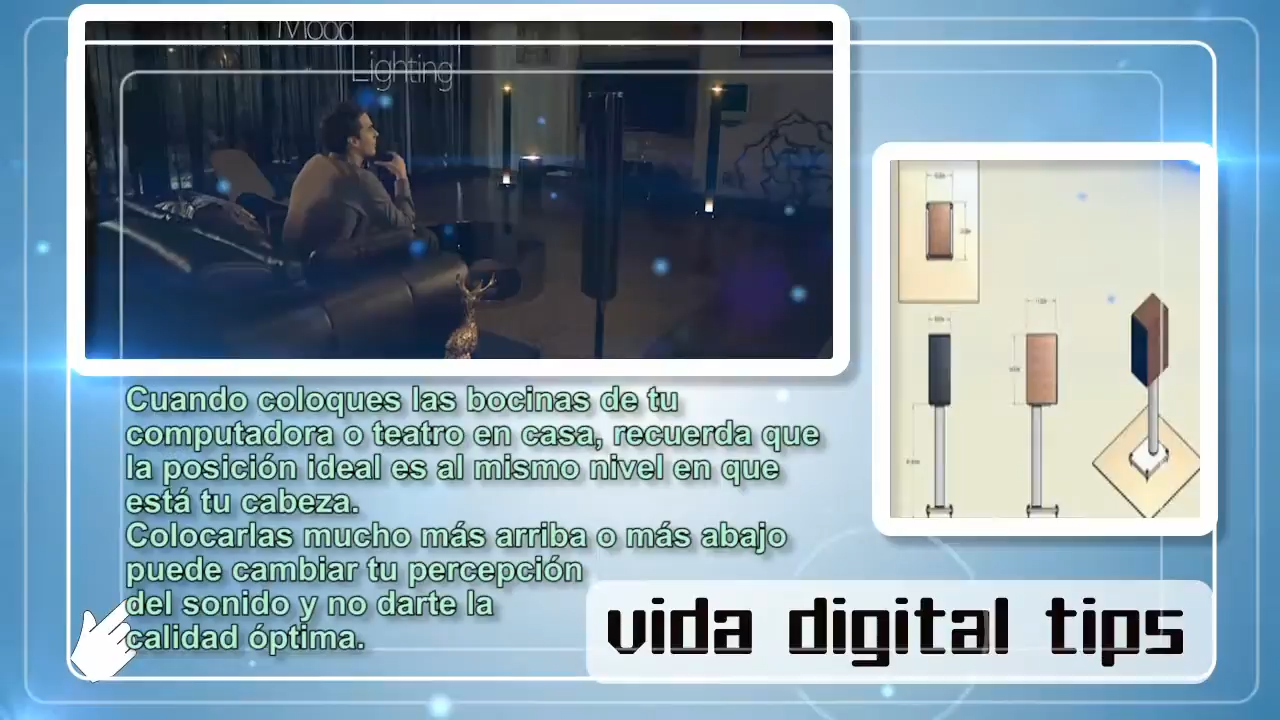 Mood
Lighting
Cuando coloques las bocinas de tu
computadora o teatro en casa, recuerda que
la posición ideal es al mismo nivel en que
está tu cabeza.
Colocarlas mucho más arriba o más abajo
puede cambiar tu percepción
del sonido y no darte la
calidad óptima.
vida digital tips